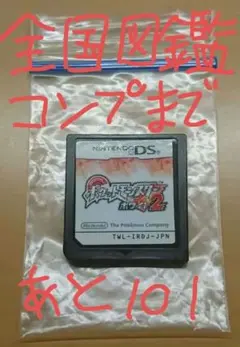 全国図鑑
コンプまで
NINTENDO DS
ポケットモンスター
ホワイト2
Nintendo
The Pokémon Company
TWL-IRDJ-JPN
あと101